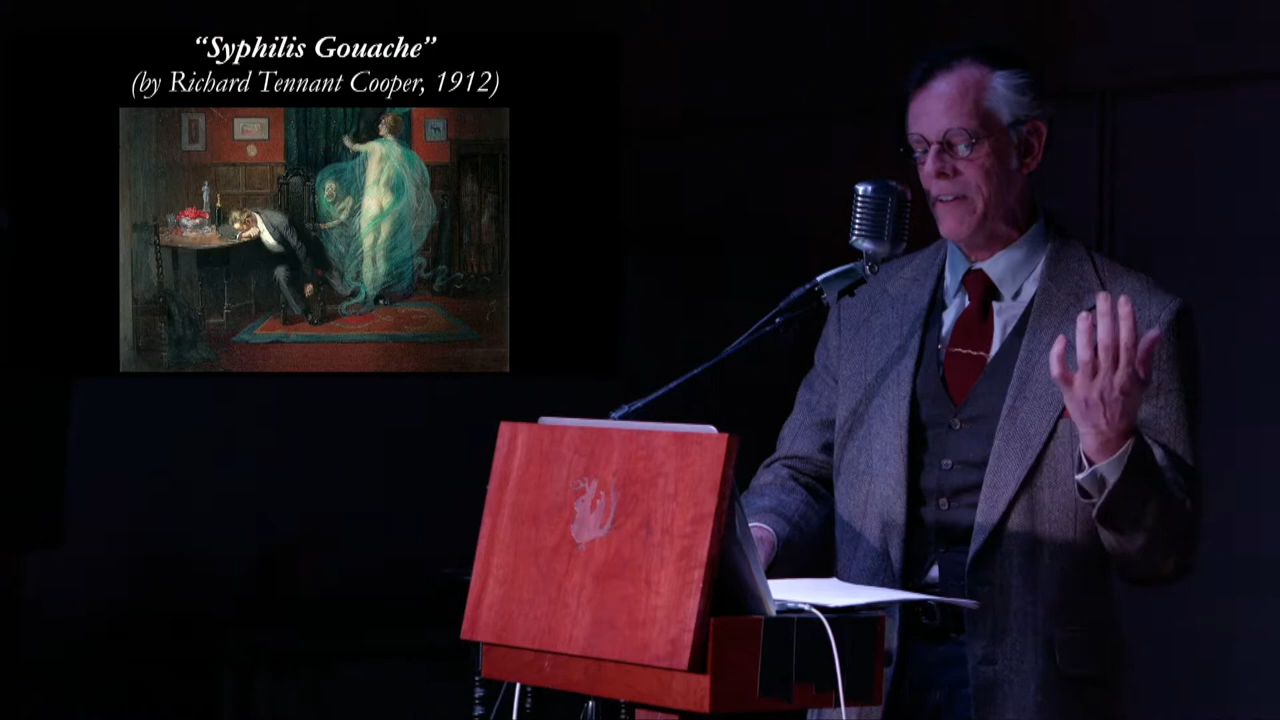 “Syphilis Gouache”
(by Richard Tennant Cooper, 1912)